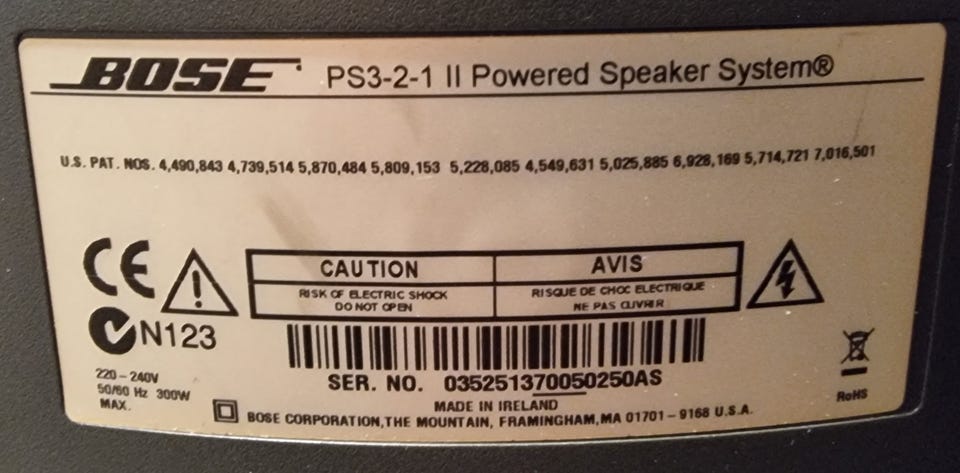 BOSE PS3-2-1 II Powered Speaker System®
U.S. PAT. NOS. 4,490,843 4,739,514 5,870,484 5,809,153 5,228,085 4,549,631 5,025,885 6,928,169 5,714,721 7,016,501
CE
CAUTION AVIS
RISK OF ELECTRIC SHOCK RISQUE DE CHOC ELECTRIQUE
DO NOT OPEN NE PAS OUVRIR
N123
220-240V
50/60 Hz 300W
MAX.
SER. NO. 035251370050250AS
MADE IN IRELAND
BOSE CORPORATION,THE MOUNTAIN, FRAMINGHAM,MA 01701-9168 U.S.A.
RoHS